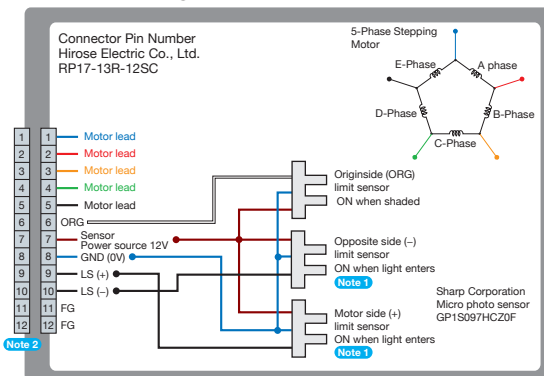 Connector Pin Number
Hirose Electric Co., Ltd.
RP17-13R-12SC
5-Phase Stepping
Motor
E-Phase
A phase
D-Phase
B-Phase
C-Phase
1 1 Motor lead
2 2 Motor lead
3 3 Motor lead
4 4 Motor lead
5 5 Motor lead
6 6 ORG
7 7 Sensor
Power source 12V
8 8 GND (0V)
9 9 LS (+)
10 10 LS (–)
11 11 FG
12 12 FG
Note 2
Originside (ORG)
limit sensor
ON when shaded
Opposite side (–)
limit sensor
ON when light enters
Note 1
Motor side (+)
limit sensor
ON when light enters
Note 1
Sharp Corporation
Micro photo sensor
GP1S097HCZ0F